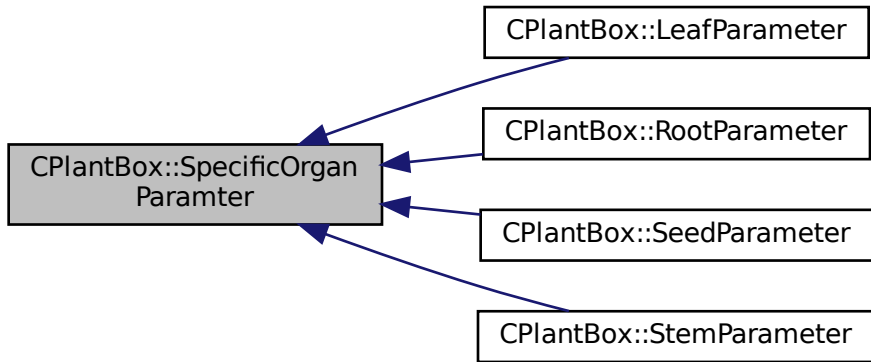 CPlantBox::LeafParameter
CPlantBox::RootParameter
CPlantBox::SpecificOrgan
Paramter
CPlantBox::SeedParameter
CPlantBox::StemParameter